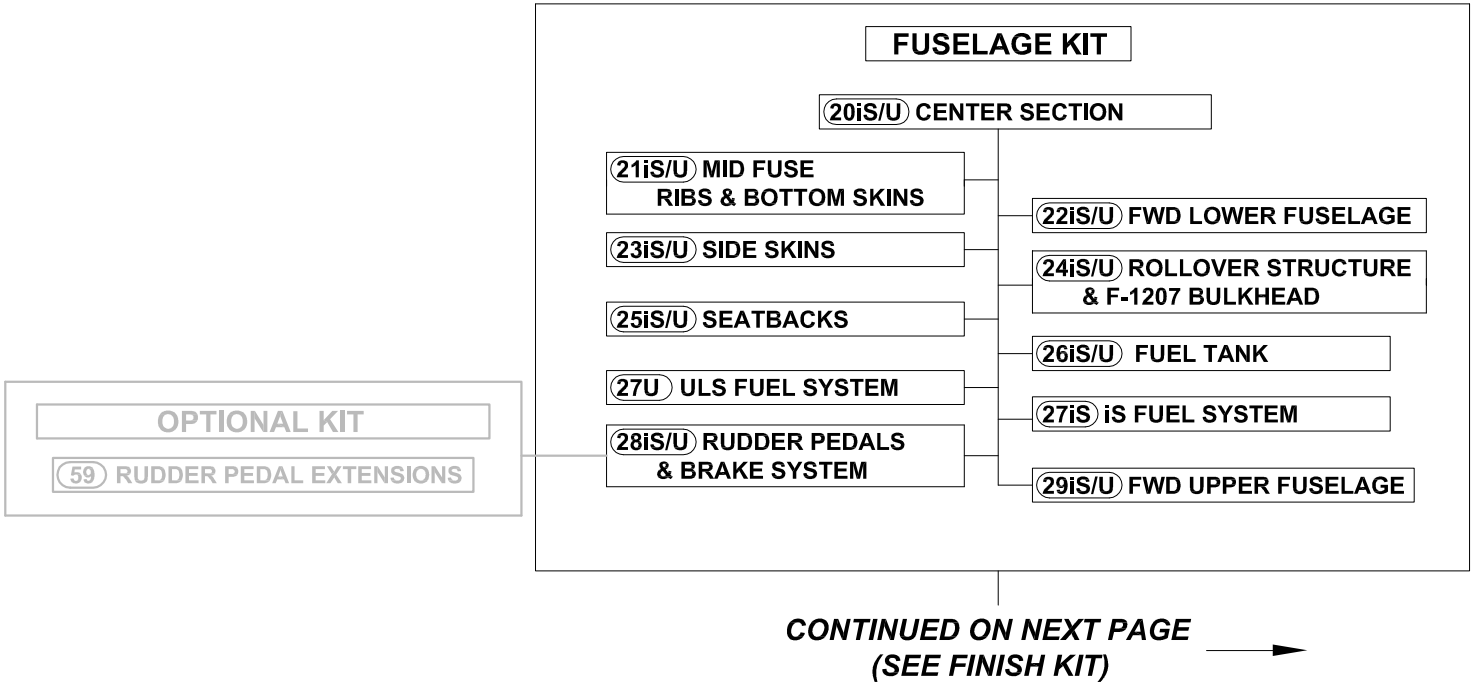 FUSELAGE KIT
20iS/U CENTER SECTION
21iS/U MID FUSE
RIBS & BOTTOM SKINS
22iS/U FWD LOWER FUSELAGE
23iS/U SIDE SKINS
24iS/U ROLLOVER STRUCTURE
& F-1207 BULKHEAD
25iS/U SEATBACKS
26iS/U FUEL TANK
27U ULS FUEL SYSTEM
27iS iS FUEL SYSTEM
28iS/U RUDDER PEDALS
& BRAKE SYSTEM
29iS/U FWD UPPER FUSELAGE
OPTIONAL KIT
59 RUDDER PEDAL EXTENSIONS
CONTINUED ON NEXT PAGE
(SEE FINISH KIT)